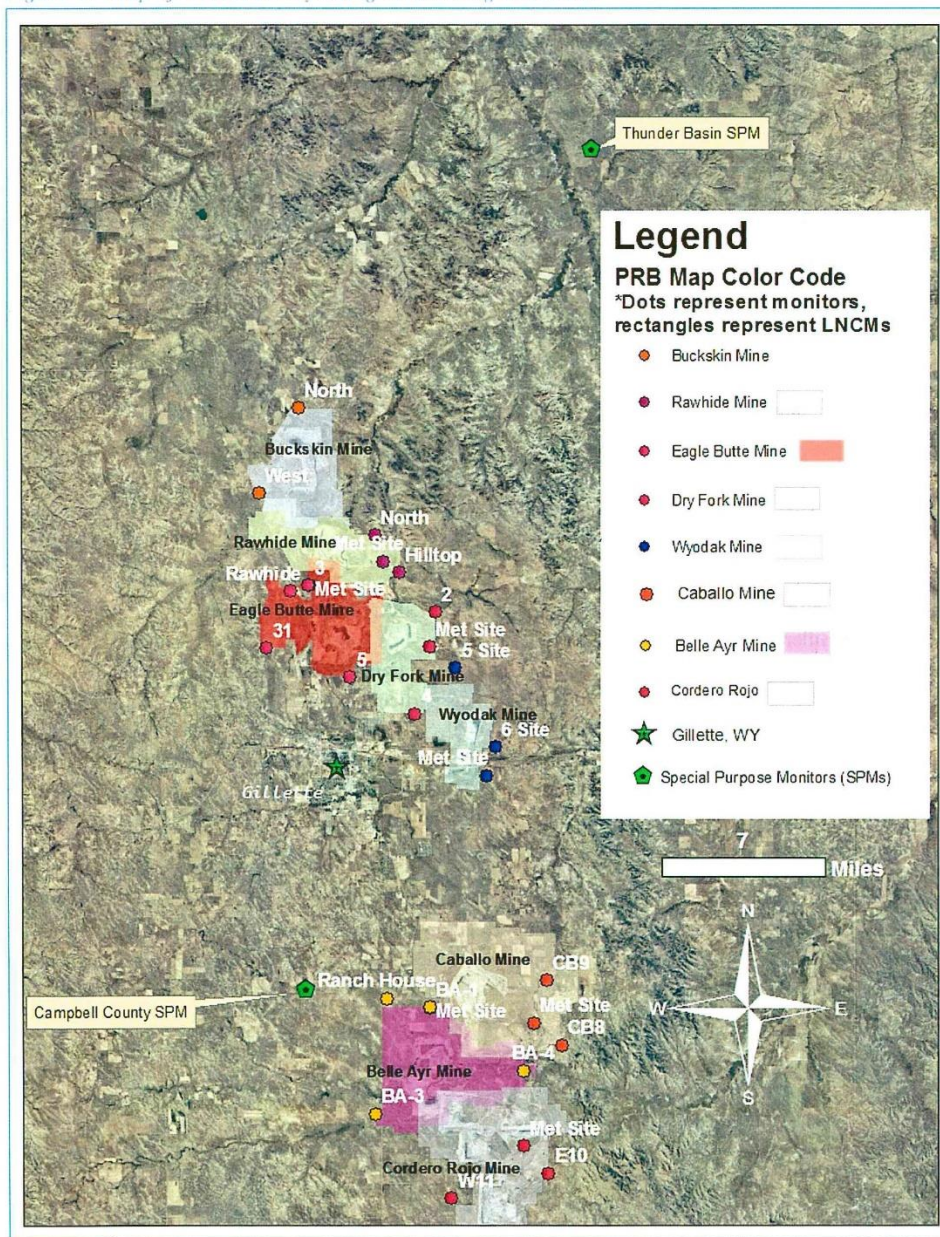 Thunder Basin SPM
Legend
PRB Map Color Code
*Dots represent monitors,
rectangles represent LNCMs
Buckskin Mine
Rawhide Mine
Eagle Butte Mine
Dry Fork Mine
Wyodak Mine
Caballo Mine
Belle Ayr Mine
Cordero Rojo
Gillette, WY
Special Purpose Monitors (SPMs)
North
Buckskin Mine
West
North
Rawhide Mine
Met Site
Hilltop
3
Rawhide
Met Site
2
Eagle Butte Mine
31
Met Site
5 Site
5
Dry Fork Mine
4
Wyodak Mine
6 Site
Met Site
Gillette
7
Miles
N
W
E
S
Caballo Mine
CB9
Ranch House
BA-1
Campbell County SPM
Met Site
Met Site
CB8
BA-4
Belle Ayr Mine
BA-3
Met Site
E10
Cordero Rojo Mine
W11